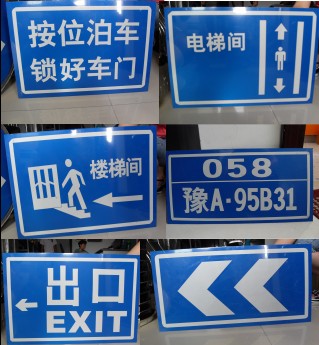 按位泊车
锁好车门
电梯间
楼梯间
058
豫A·95B31
出口
EXIT